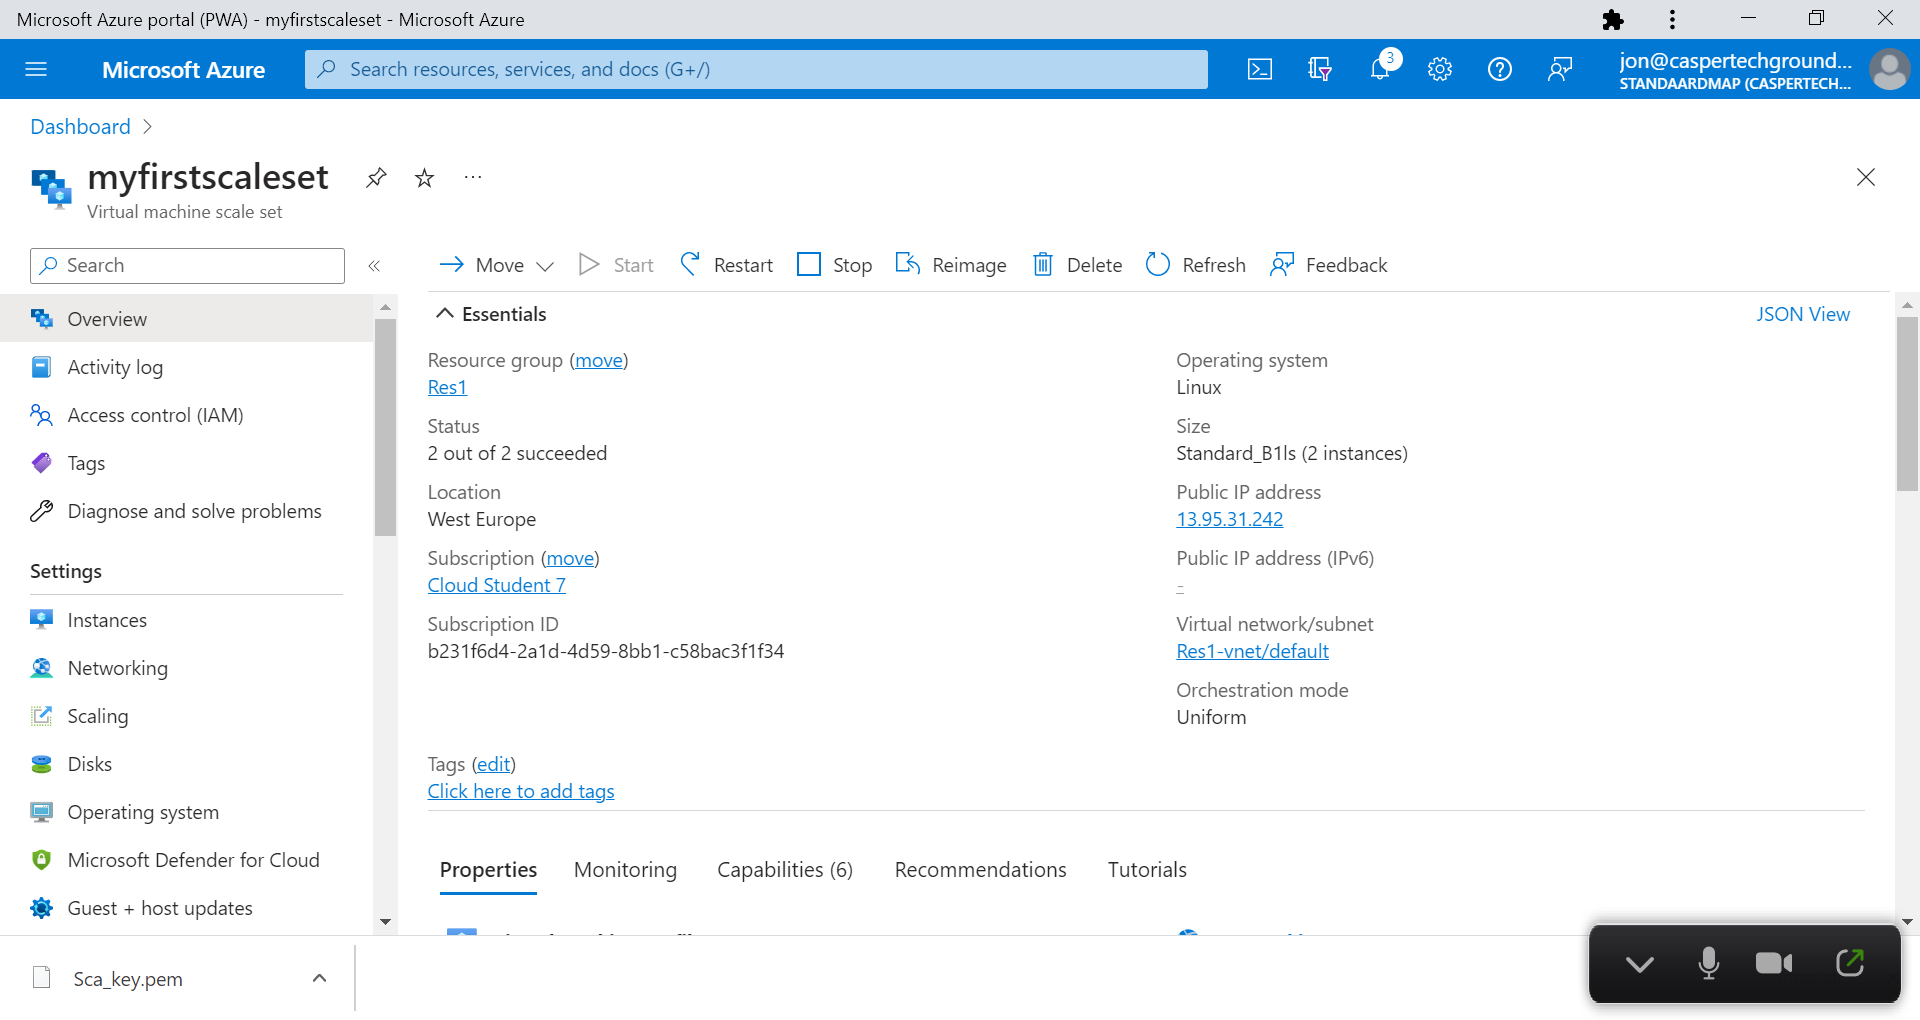 Microsoft Azure portal (PWA) - myfirstscaleset - Microsoft Azure
Microsoft Azure
Search resources, services, and docs (G+/)
3
jon@caspertechground...
STANDAARDMAP (CASPERTECH...
Dashboard
myfirstscaleset
Virtual machine scale set
Search
Move
Start
Restart
Stop
Reimage
Delete
Refresh
Feedback
Overview
Activity log
Access control (IAM)
Tags
Diagnose and solve problems
Settings
Instances
Networking
Scaling
Disks
Operating system
Microsoft Defender for Cloud
Guest + host updates
Essentials
JSON View
Resource group (move)
Res1
Status
2 out of 2 succeeded
Location
West Europe
Subscription (move)
Cloud Student 7
Subscription ID
b231f6d4-2a1d-4d59-8bb1-c58bac3f1f34
Operating system
Linux
Size
Standard_B1ls (2 instances)
Public IP address
13.95.31.242
Public IP address (IPv6)
-
Virtual network/subnet
Res1-vnet/default
Orchestration mode
Uniform
Tags (edit)
Click here to add tags
Properties
Monitoring
Capabilities (6)
Recommendations
Tutorials
Sca_key.pem